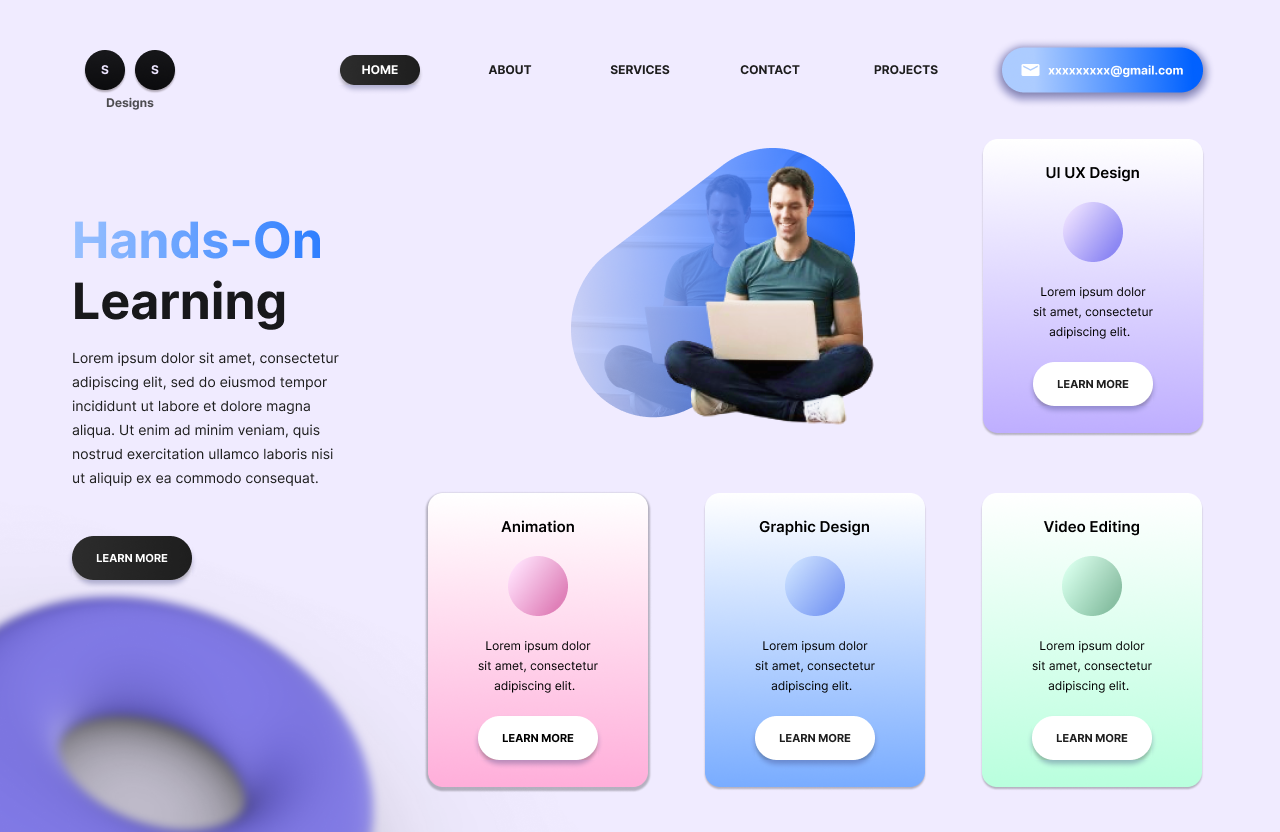 S S
Designs
HOME
ABOUT
SERVICES
CONTACT
PROJECTS
xxxxxxxxx@gmail.com
Hands-On
Learning
Lorem ipsum dolor sit amet, consectetur
adipiscing elit, sed do eiusmod tempor
incididunt ut labore et dolore magna
aliqua. Ut enim ad minim veniam, quis
nostrud exercitation ullamco laboris nisi
ut aliquip ex ea commodo consequat.
LEARN MORE
UI UX Design
Lorem ipsum dolor
sit amet, consectetur
adipiscing elit.
LEARN MORE
Animation
Lorem ipsum dolor
sit amet, consectetur
adipiscing elit.
LEARN MORE
Graphic Design
Lorem ipsum dolor
sit amet, consectetur
adipiscing elit.
LEARN MORE
Video Editing
Lorem ipsum dolor
sit amet, consectetur
adipiscing elit.
LEARN MORE